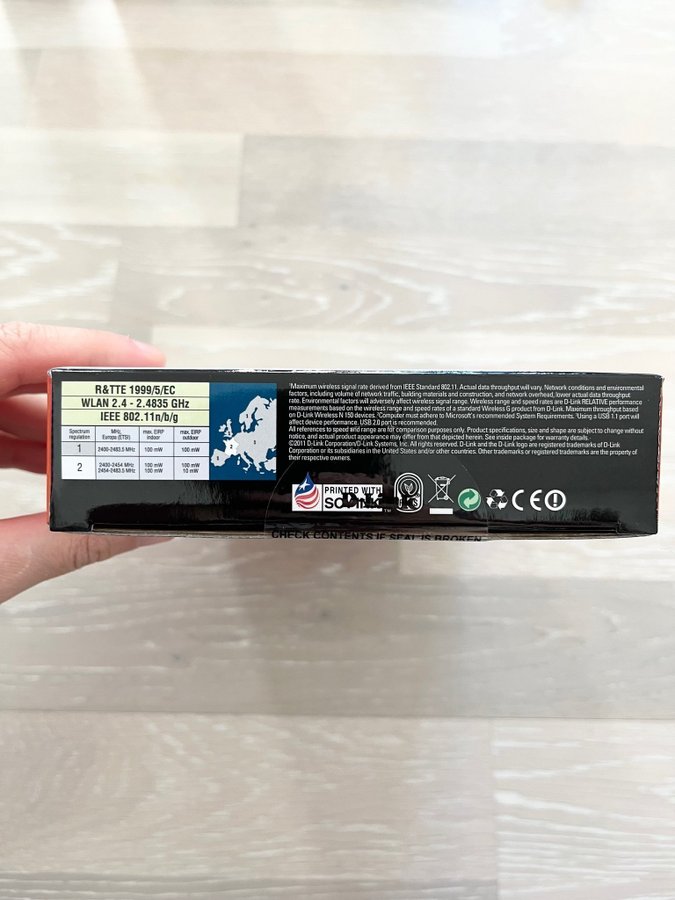 R&TTE 1999/5/EC
WLAN 2.4 - 2.4835 GHz
IEEE 802.11n/b/g
Spectrum regulation MHz, Europa (ETSI) max. EIRP indoor max. EIRP outdoor
1 2400-2483.5 MHz 100 mW 100 mW
2 2400-2454 MHz 100 mW 100 mW
2454-2483.5 MHz 100 mW 10 mW
1
2
1
¹Maximum wireless signal rate derived from IEEE Standard 802.11. Actual data throughput will vary. Network conditions and environmental
factors, including volume of network traffic, building materials and construction, and network overhead, lower actual data throughput
rate. Environmental factors will adversely affect wireless signal range. Wireless range and speed rates are D-Link RELATIVE performance
measurements based on the wireless range and speed rates of a standard Wireless G product from D-Link. Maximum throughput based
on D-Link Wireless N 150 devices. ²Computer must adhere to Microsoft's recommended System Requirements. ³Using a USB 1.1 port will
affect device performance. USB 2.0 port is recommended.
All references to speed and range are for comparison purposes only. Product specifications, size and shape are subject to change without
notice, and actual product appearance may differ from that depicted herein. See inside package for warranty details.
©2011 D-Link Corporation/D-Link Systems, Inc. All rights reserved. D-Link and the D-Link logo are registered trademarks of D-Link
Corporation or its subsidiaries in the United States and/or other countries. Other trademarks or registered trademarks are the property of
their respective owners.
PRINTED WITH
SOY INK
D-Link
CE
CHECK CONTENTS IF SEAL IS BROKEN